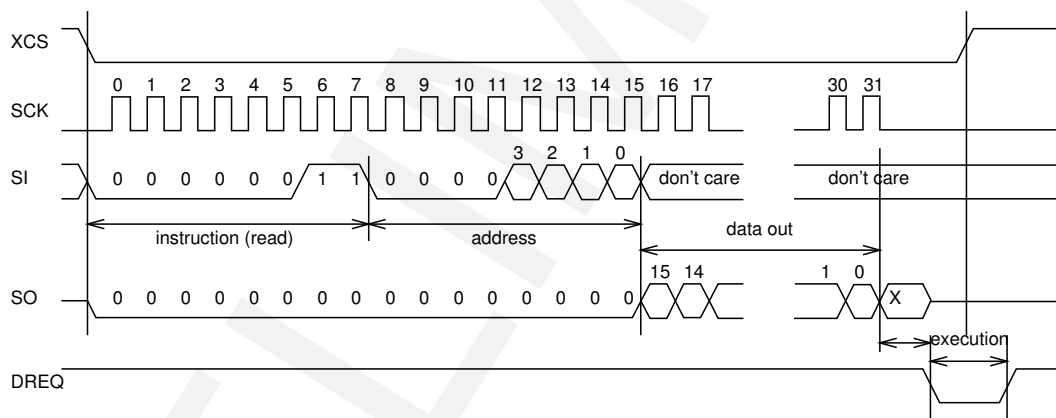 XCS
0 1 2 3 4 5 6 7 8 9 10 11 12 13 14 15 16 17 30 31
SCK
3 2 1 0
SI 0 0 0 0 0 0 1 1 0 0 0 0 don't care don't care
instruction (read) address data out
15 14 1 0
SO 0 0 0 0 0 0 0 0 0 0 0 0 0 0 0 0 X
execution
DREQ